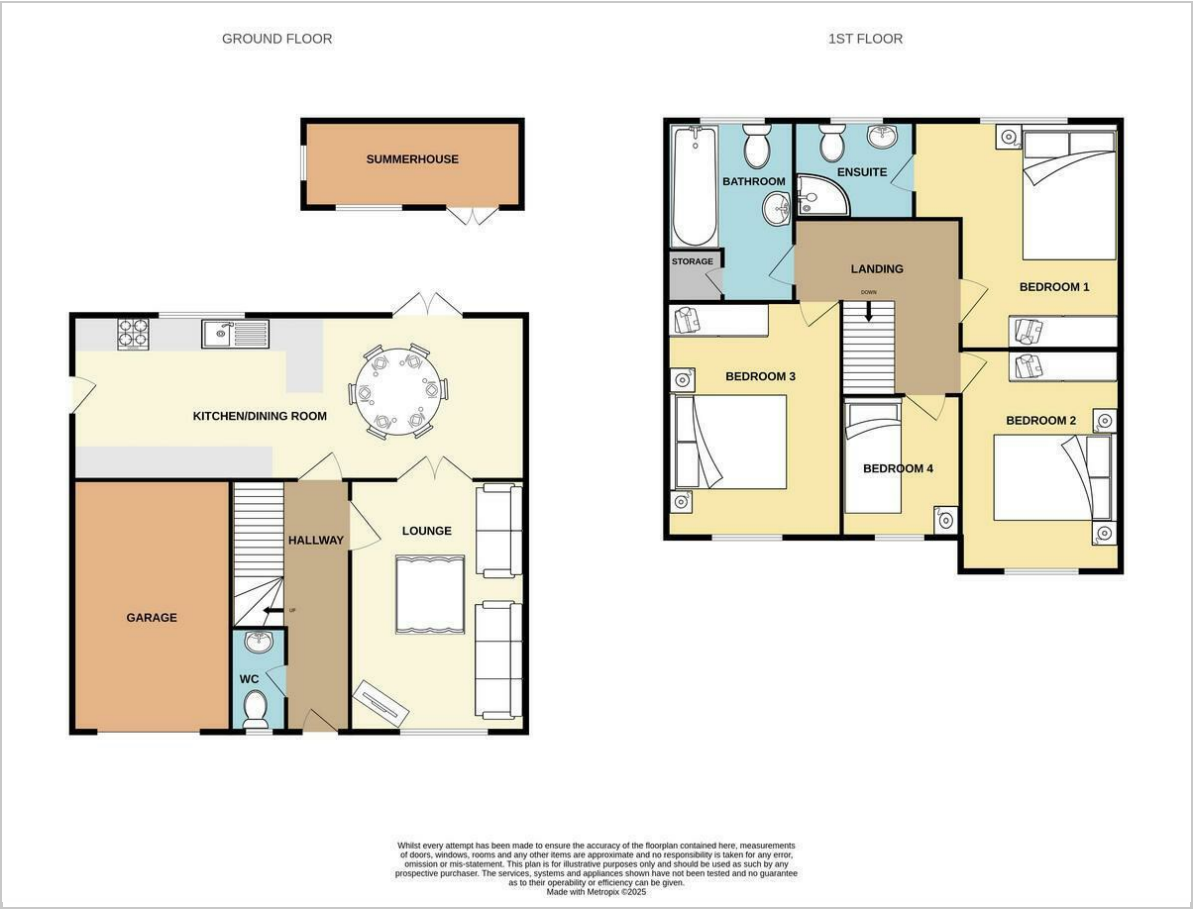 GROUND FLOOR
SUMMERHOUSE
KITCHEN/DINING ROOM
LOUNGE
HALLWAY
UP
GARAGE
WC
1ST FLOOR
BATHROOM
ENSUITE
STORAGE
LANDING
DOWN
BEDROOM 1
BEDROOM 3
BEDROOM 2
BEDROOM 4
Whilst every attempt has been made to ensure the accuracy of the floorplan contained here, measurements
of doors, windows, rooms and any other items are approximate and no responsibility is taken for any error,
omission or mis-statement. This plan is for illustrative purposes only and should be used as such by any
prospective purchaser. The services, systems and appliances shown have not been tested and no guarantee
as to their operability or efficiency can be given.
Made with Metropix ©2025